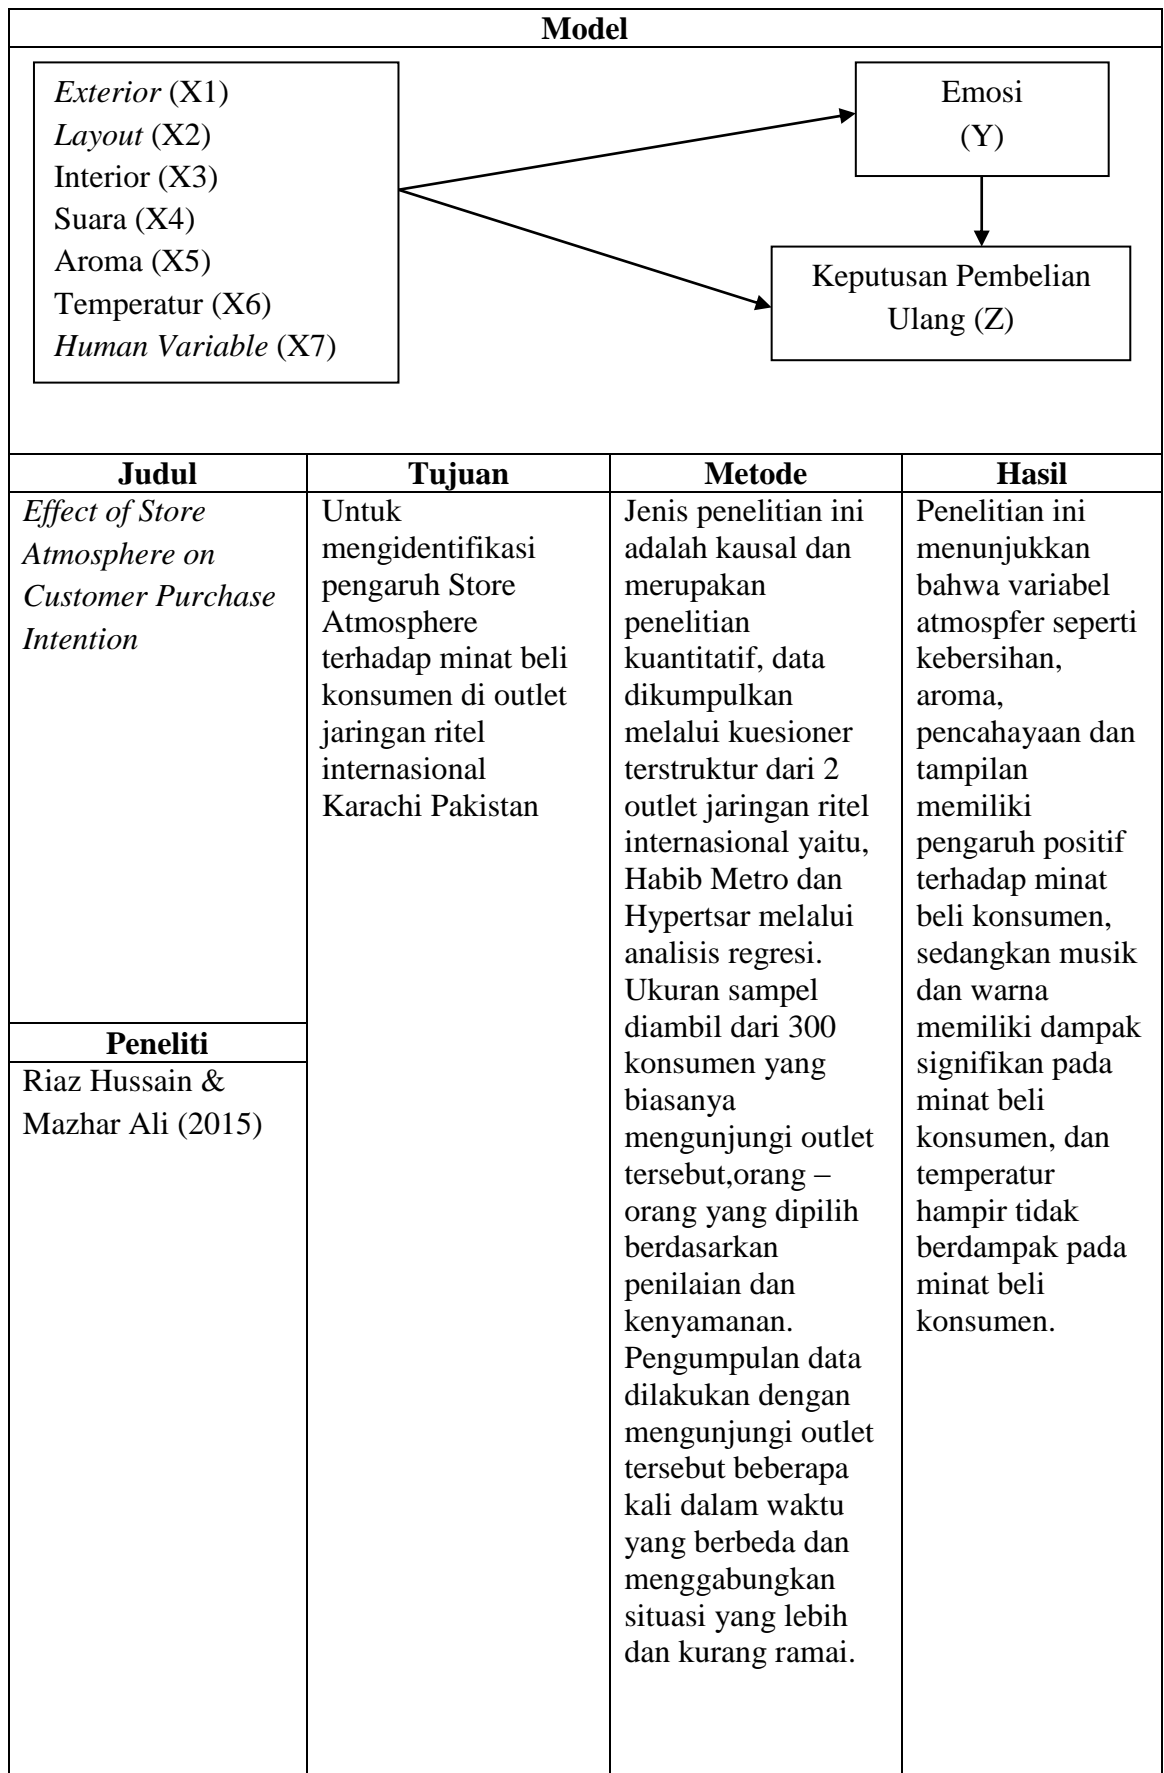 Model
Exterior (X1)
Layout (X2)
Interior (X3)
Suara (X4)
Aroma (X5)
Temperatur (X6)
Human Variable (X7)
Emosi
(Y)
Keputusan Pembelian
Ulang (Z)
Judul
Effect of Store
Atmosphere on
Customer Purchase
Intention
Peneliti
Riaz Hussain &
Mazhar Ali (2015)
Tujuan
Untuk
mengidentifikasi
pengaruh Store
Atmosphere
terhadap minat beli
konsumen di outlet
jaringan ritel
internasional
Karachi Pakistan
Metode
Jenis penelitian ini
adalah kausal dan
merupakan
penelitian
kuantitatif, data
dikumpulkan
melalui kuesioner
terstruktur dari 2
outlet jaringan ritel
internasional yaitu,
Habib Metro dan
Hypertsar melalui
analisis regresi.
Ukuran sampel
diambil dari 300
konsumen yang
biasanya
mengunjungi outlet
tersebut,orang –
orang yang dipilih
berdasarkan
penilaian dan
kenyamanan.
Pengumpulan data
dilakukan dengan
mengunjungi outlet
tersebut beberapa
kali dalam waktu
yang berbeda dan
menggabungkan
situasi yang lebih
dan kurang ramai.
Hasil
Penelitian ini
menunjukkan
bahwa variabel
atmospfer seperti
kebersihan,
aroma,
pencahayaan dan
tampilan
memiliki
pengaruh positif
terhadap minat
beli konsumen,
sedangkan musik
dan warna
memiliki dampak
signifikan pada
minat beli
konsumen, dan
temperatur
hampir tidak
berdampak pada
minat beli
konsumen.